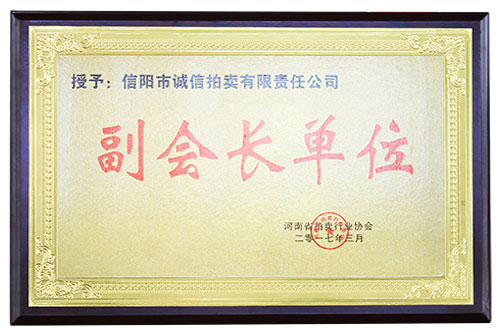 授予：信阳市诚信拍卖有限责任公司
副会长单位
河南省拍卖行业协会
二零一七年三月